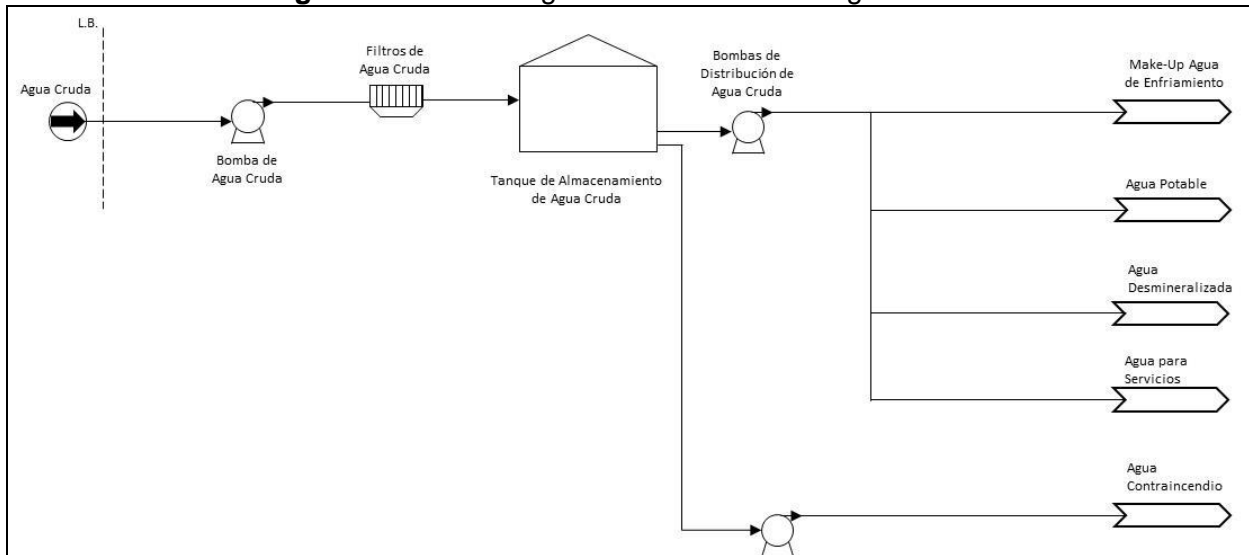 L.B.
Agua Cruda
Bomba de
Agua Cruda
Filtros de
Agua Cruda
Tanque de Almacenamiento
de Agua Cruda
Bombas de
Distribución de
Agua Cruda
Make-Up Agua
de Enfriamiento
Agua Potable
Agua
Desmineralizada
Agua para
Servicios
Agua
Contraincendio